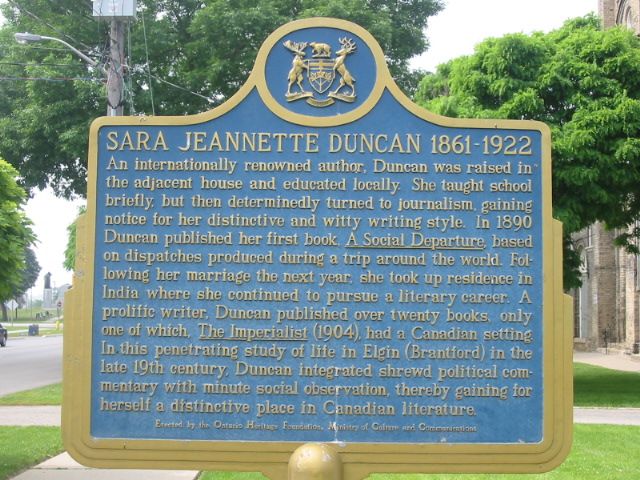 SARA JEANNETTE DUNCAN 1861-1922
An internationally renowned author, Duncan was raised in
the adjacent house and educated locally. She taught school
briefly, but then determinedly turned to journalism, gaining
notice for her distinctive and witty writing style. In 1890
Duncan published her first book, A Social Departure, based
on dispatches produced during a trip around the world. Fol-
lowing her marriage the next year, she took up residence in
India where she continued to pursue a literary career. A
prolific writer, Duncan published over twenty books, only
one of which, The Imperialist (1904), had a Canadian setting.
In this penetrating study of life in Elgin (Brantford) in the
late 19th century, Duncan integrated shrewd political com-
mentary with minute social observation, thereby gaining for
herself a distinctive place in Canadian literature.
Erected by the Ontario Heritage Foundation, Ministry of Culture and Communications